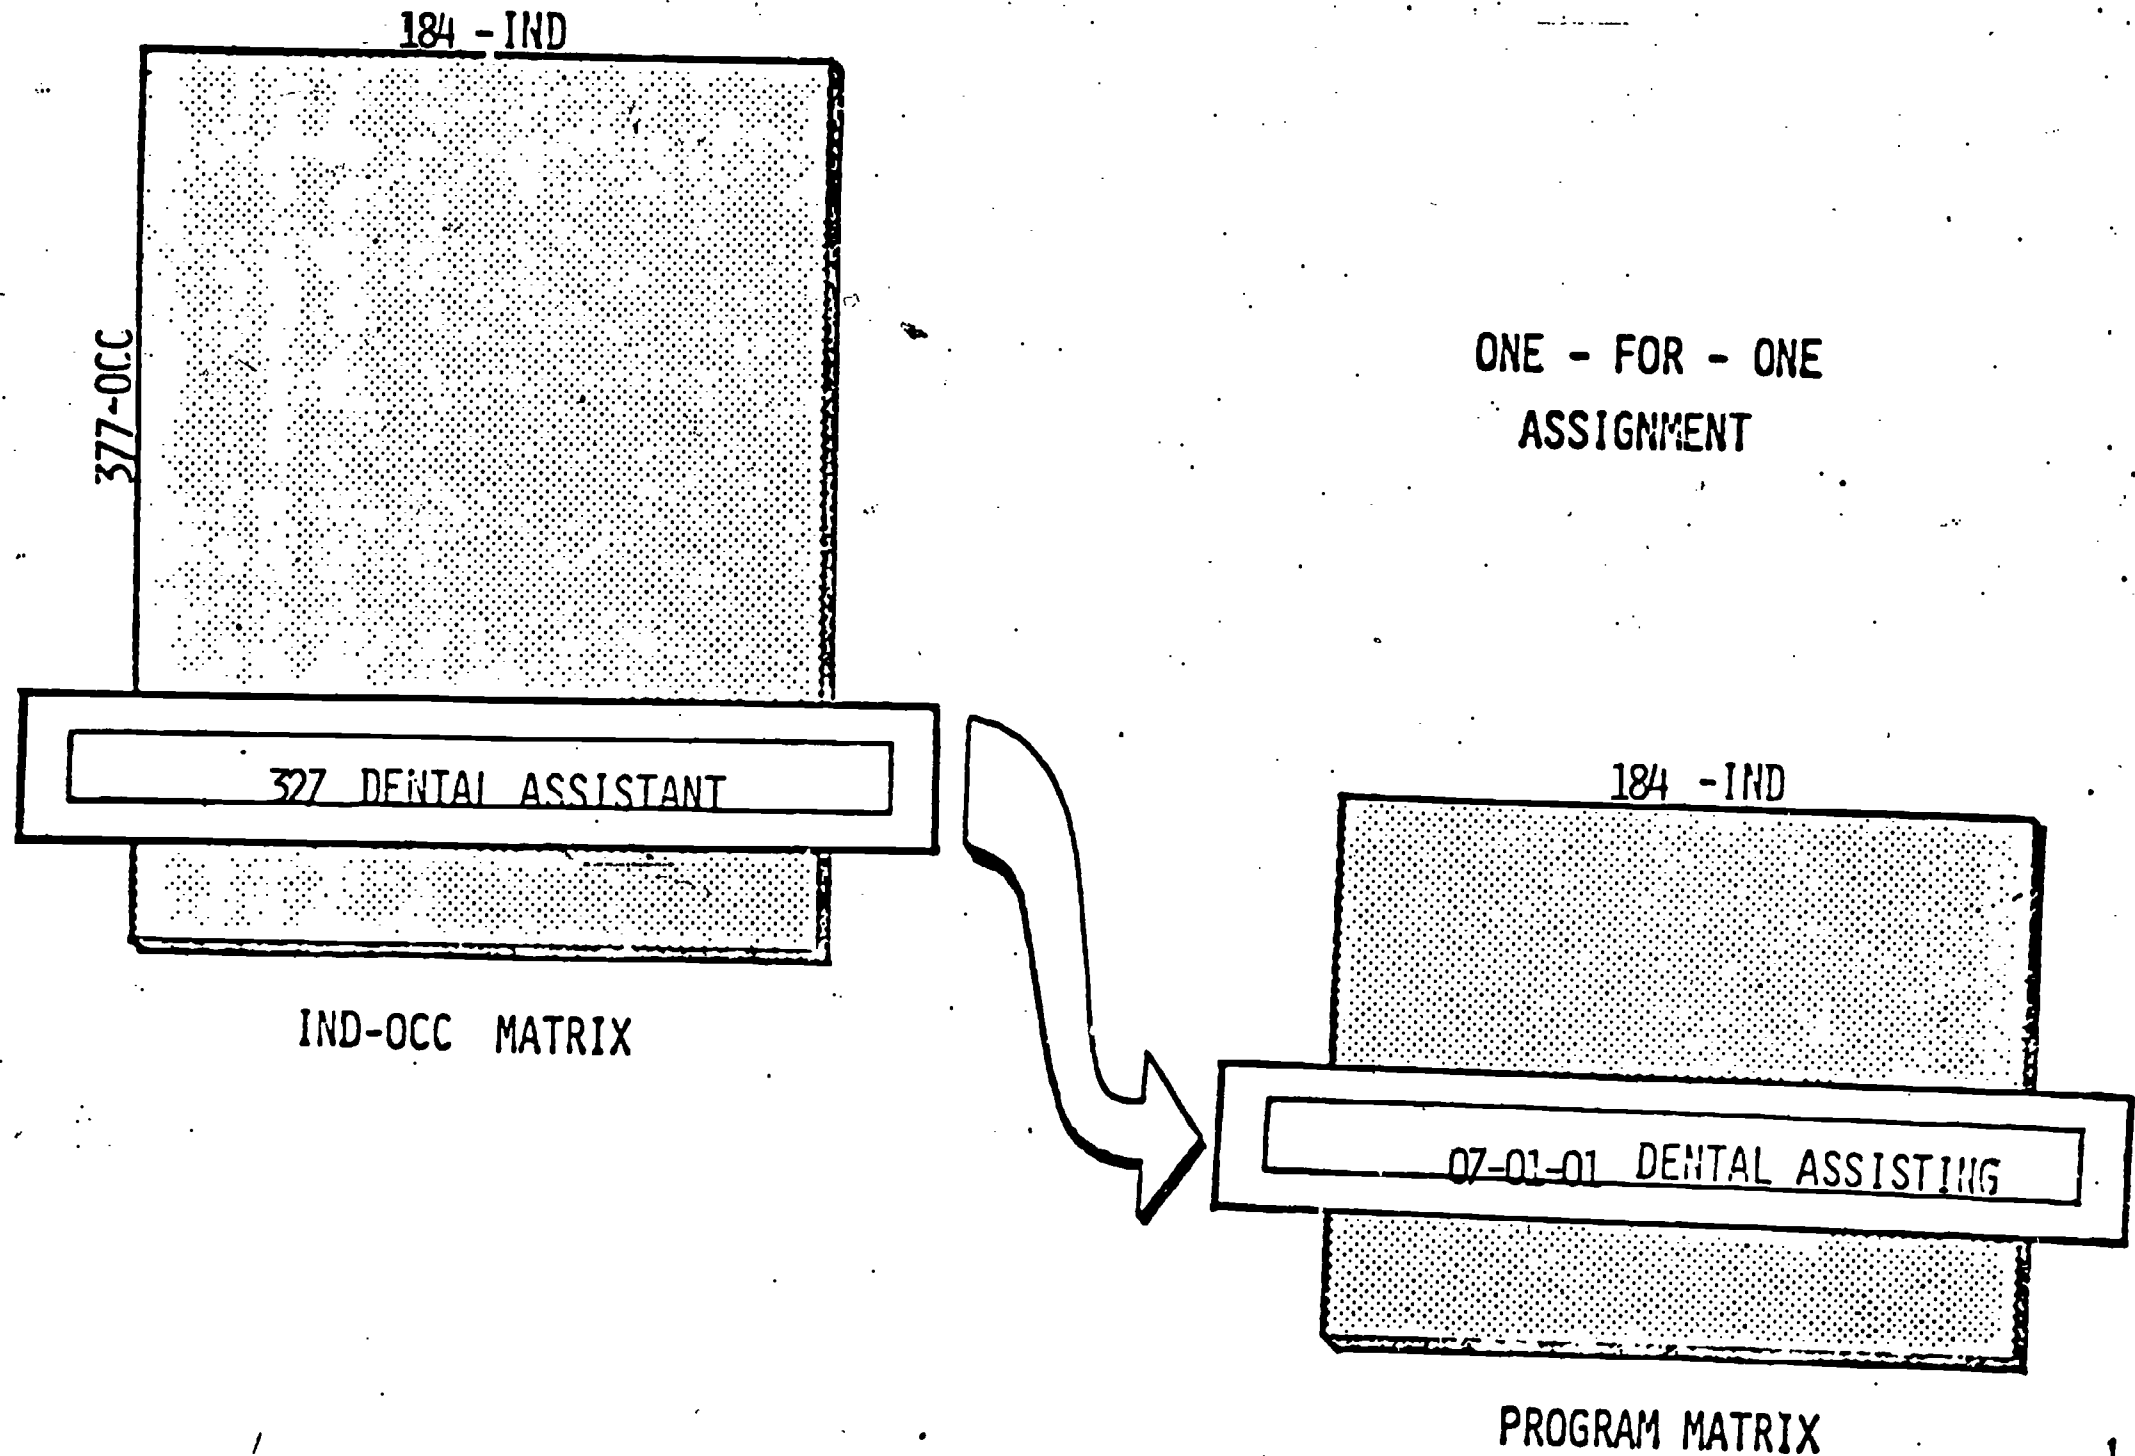 184 - IND
377-OCC
ONE - FOR - ONE
ASSIGNMENT
327 DENTAL ASSISTANT
184 - IND
IND-OCC MATRIX
07-01-01 DENTAL ASSISTING
PROGRAM MATRIX